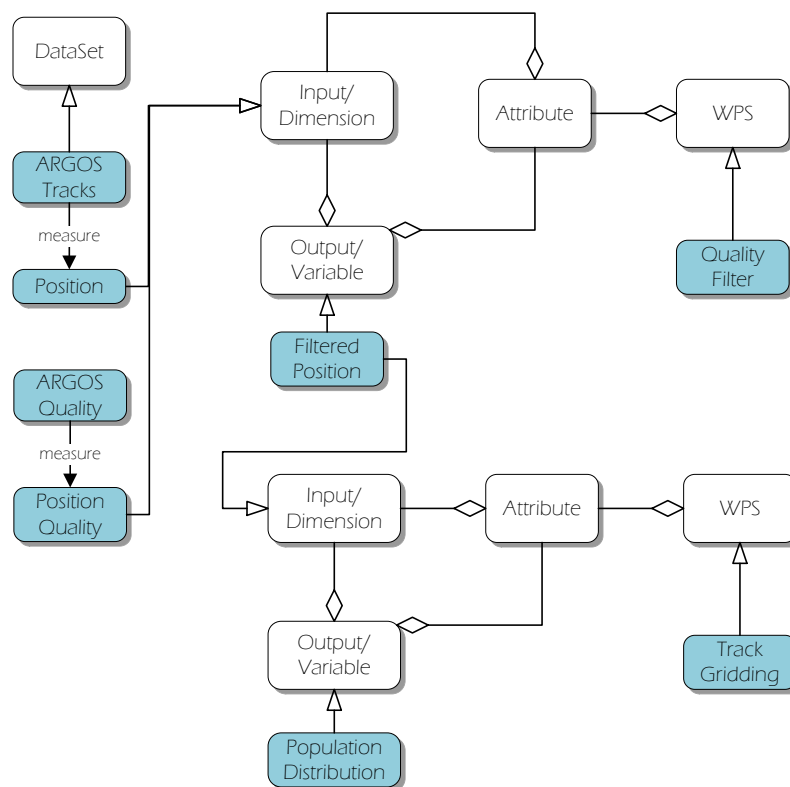 DataSet
Input/
Dimension
Attribute
WPS
ARGOS
Tracks
measure
Position
Output/
Variable
Quality
Filter
Filtered
Position
ARGOS
Quality
measure
Position
Quality
Input/
Dimension
Attribute
WPS
Output/
Variable
Track
Gridding
Population
Distribution